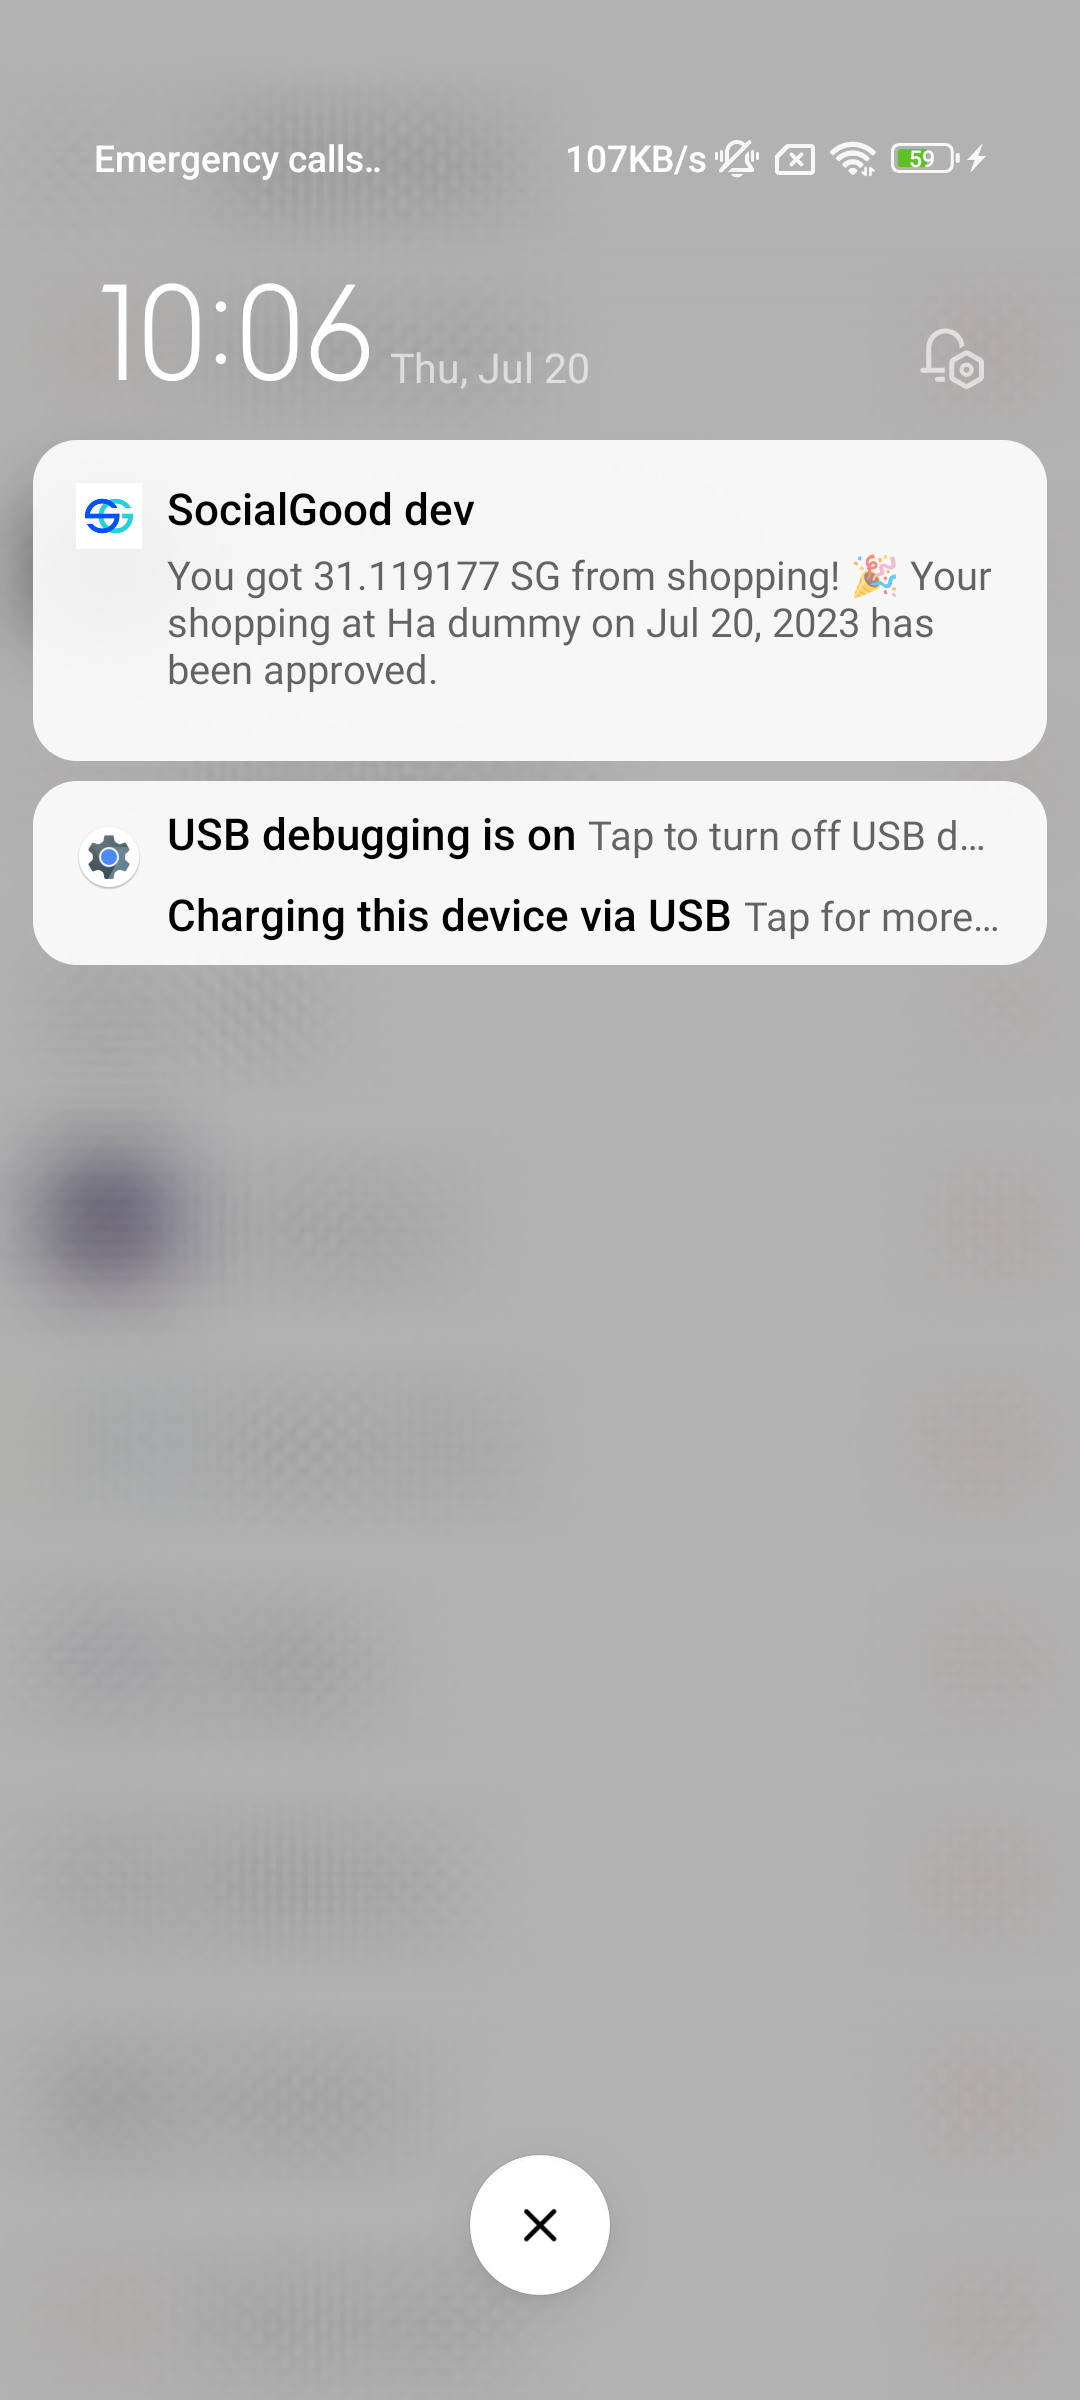 Emergency calls..
107KB/s
59
10:06 Thu, Jul 20
SocialGood dev
You got 31.119177 SG from shopping! 🎉 Your
shopping at Ha dummy on Jul 20, 2023 has
been approved.
USB debugging is on Tap to turn off USB d...
Charging this device via USB Tap for more...